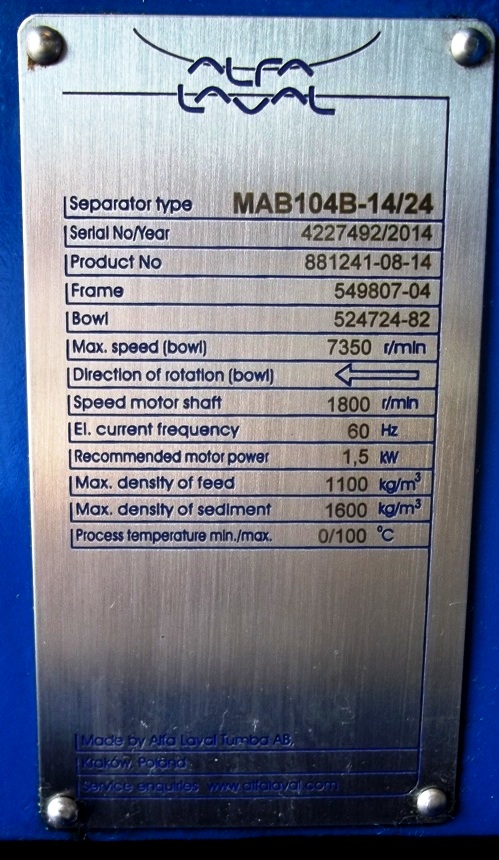 ALFA
LAVAL
Separator type MAB104B-14/24
Serial No/Year 4227492/2014
Product No 881241-08-14
Frame 549807-04
Bowl 524724-82
Max. speed (bowl) 7350 r/min
Direction of rotation (bowl)
Speed motor shaft 1800 r/min
El. current frequency 60 Hz
Recommended motor power 1,5 kW
Max. density of feed 1100 kg/m³
Max. density of sediment 1600 kg/m³
Process temperature min./max. 0/100 °C
Made by Alfa Laval Tumba AB,
Kraków, Poland
Service enquiries www.alfalaval.com